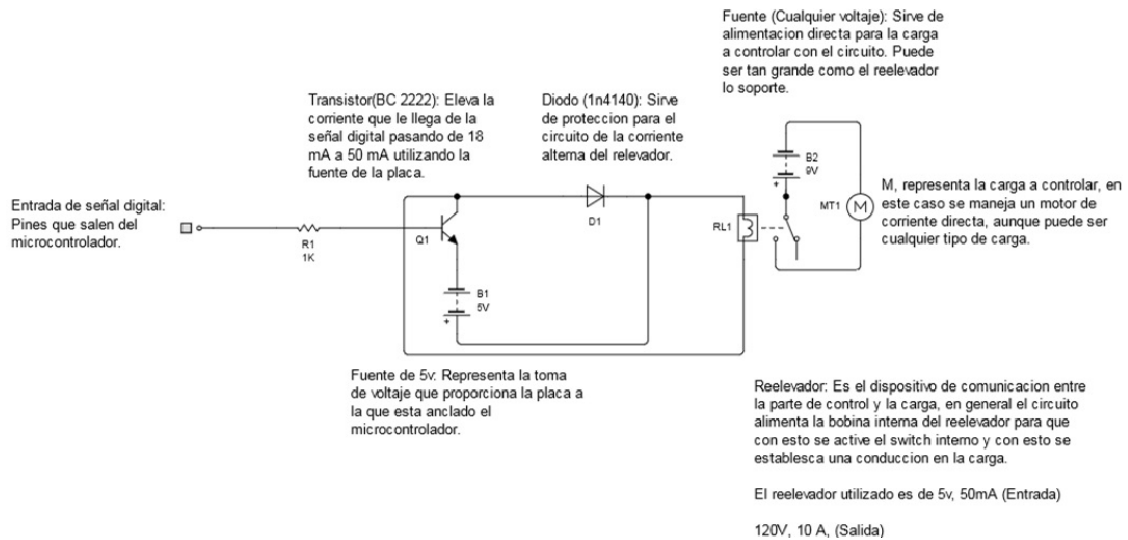 Fuente (Cualquier voltaje): Sirve de
alimentacion directa para la carga
a controlar con el circuito. Puede
ser tan grande como el reelevador
lo soporte.
Transistor(BC 2222): Eleva la
corriente que le llega de la
señal digital pasando de 18
mA a 50 mA utilizando la
fuente de la placa.
Diodo (1n4140): Sirve
de proteccion para el
circuito de la corriente
alterna del relevador.
Entrada de señal digital:
Pines que salen del
microcontrolador.
R1
1K
Q1
B1
5V
+
D1
RL1
B2
9V
+
MT1
M
M, representa la carga a controlar, en
este caso se maneja un motor de
corriente directa, aunque puede ser
cualquier tipo de carga.
Fuente de 5v: Representa la toma
de voltaje que proporciona la placa a
la que esta anclado el
microcontrolador.
Reelevador: Es el dispositivo de comunicacion entre
la parte de control y la carga, en general el circuito
alimenta la bobina interna del reelevador para que
con esto se active el switch interno y con esto se
establesca una conduccion en la carga.
El reelevador utilizado es de 5v, 50mA (Entrada)
120V, 10 A, (Salida)